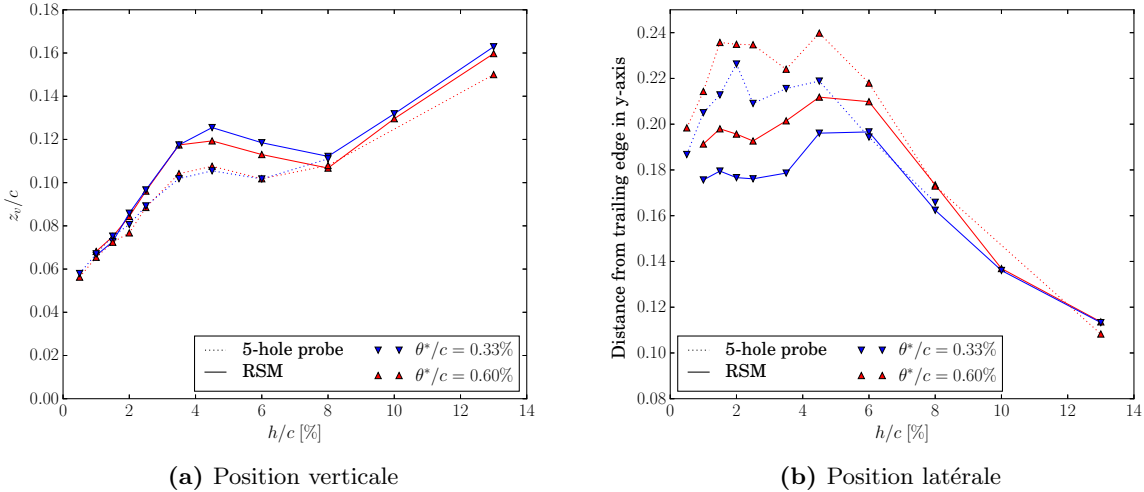 0.18
0.16
0.14
0.12
0.10
0.08
0.06
0.04
0.02
0.00
z_v/c
0 2 4 6 8 10 12 14
h/c [%]
5-hole probe
RSM
θ*/c = 0.33%
θ*/c = 0.60%
(a) Position verticale
0.24
0.22
0.20
0.18
0.16
0.14
0.12
0.10
0.08
Distance from trailing edge in y-axis
0 2 4 6 8 10 12 14
h/c [%]
5-hole probe
RSM
θ*/c = 0.33%
θ*/c = 0.60%
(b) Position latérale